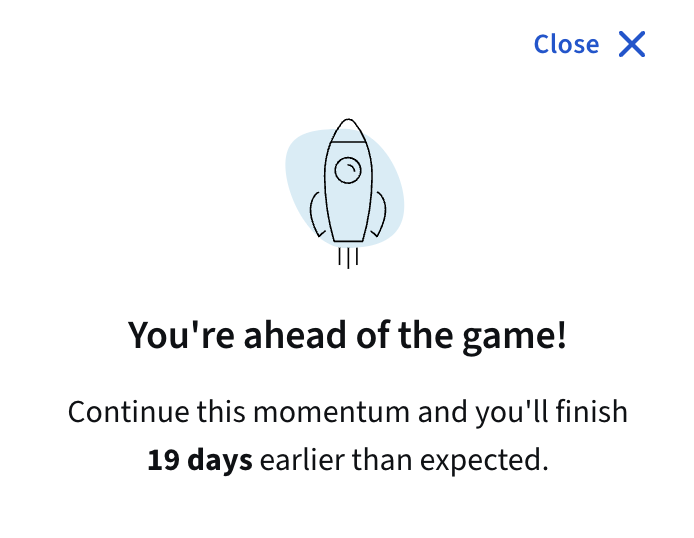 Close
You're ahead of the game!
Continue this momentum and you'll finish
19 days earlier than expected.